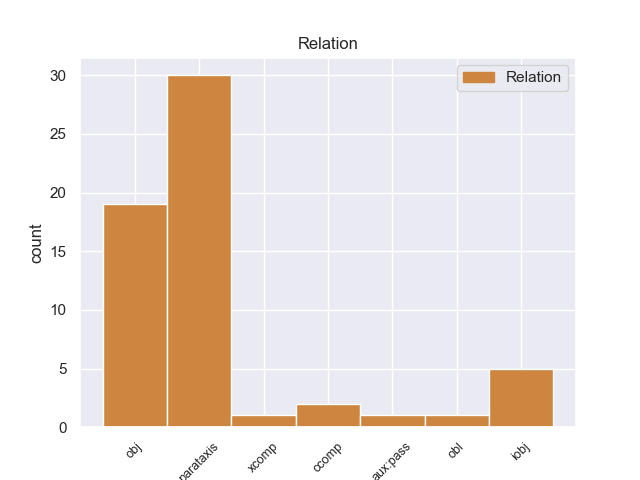 Relation
Relation
30
25
20
15
10
5
0
count
obj
parataxis
xcomp
ccomp
aux:pass
obl
iobj